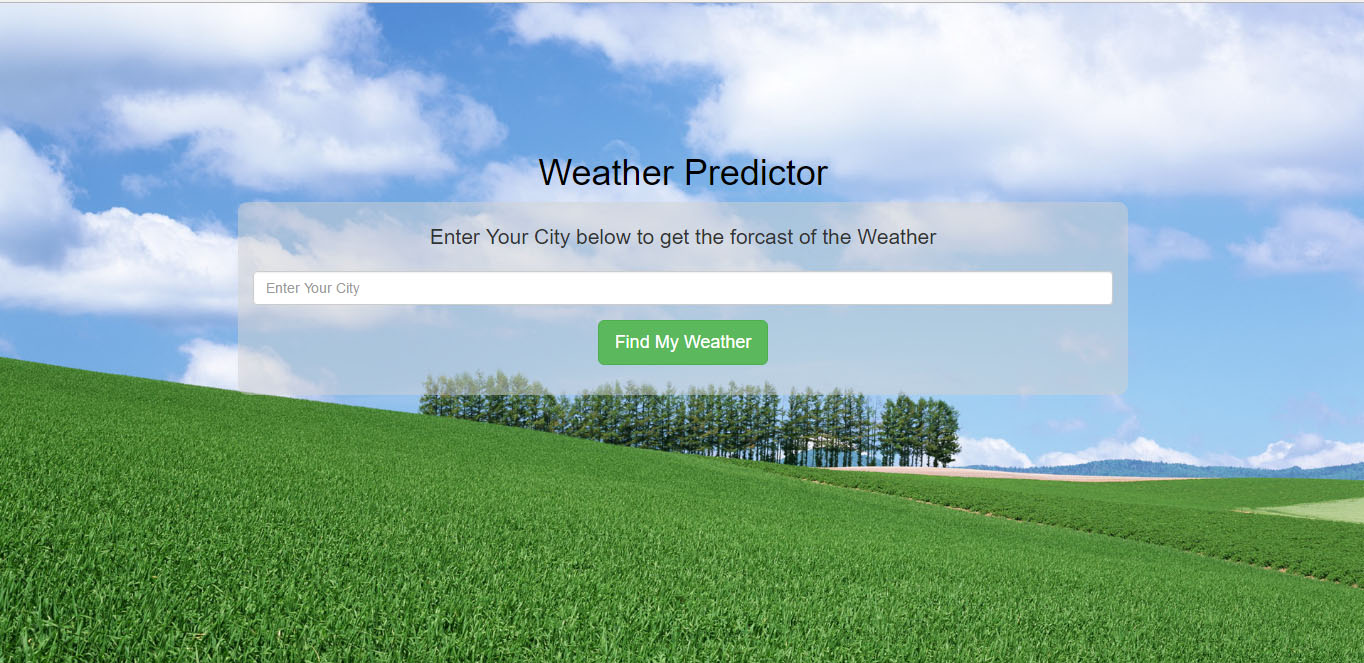 Weather Predictor
Enter Your City below to get the forcast of the Weather
Enter Your City
Find My Weather